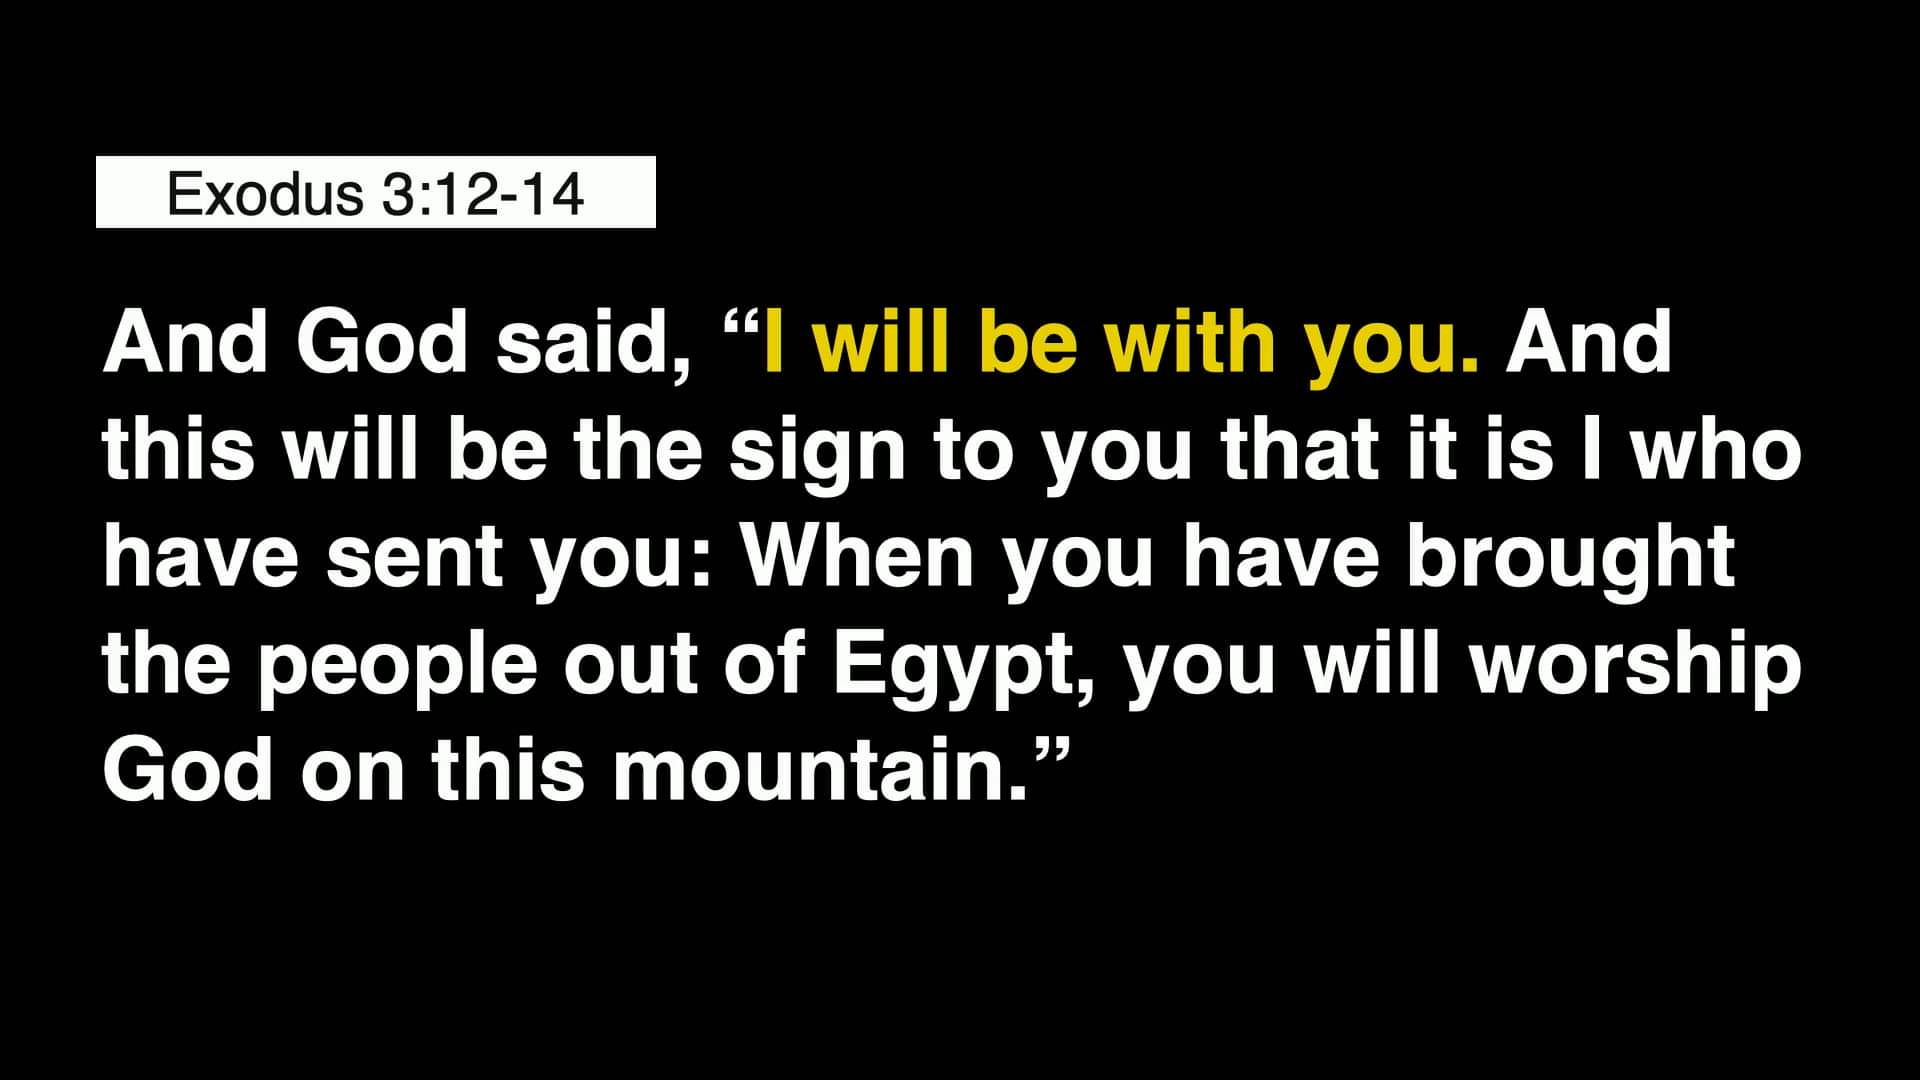 Exodus 3:12-14
And God said, “I will be with you. And
this will be the sign to you that it is I who
have sent you: When you have brought
the people out of Egypt, you will worship
God on this mountain.”